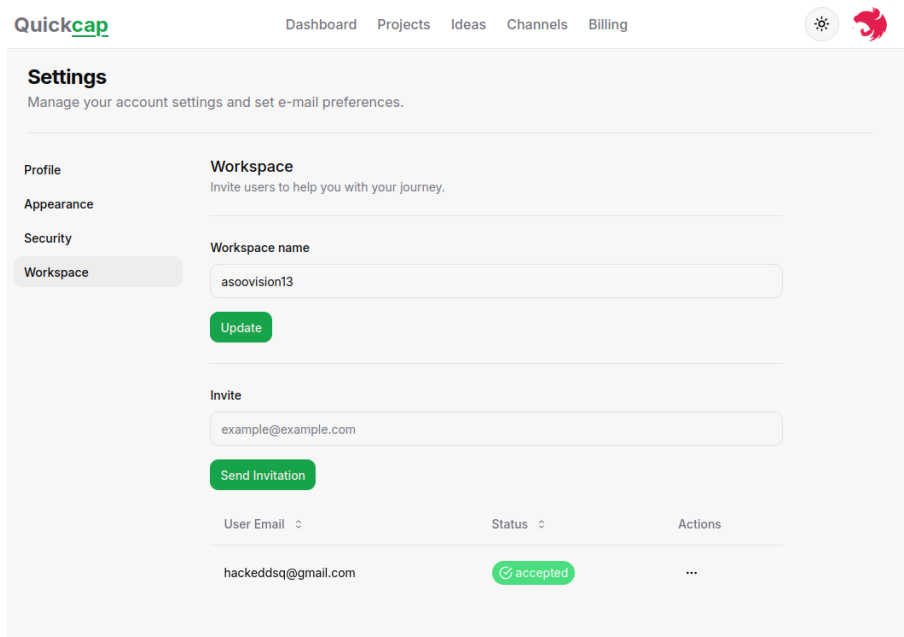 Quickcap
Dashboard Projects Ideas Channels Billing
Settings
Manage your account settings and set e-mail preferences.
Profile
Appearance
Security
Workspace
Workspace
Invite users to help you with your journey.
Workspace name
asoovision13
Update
Invite
example@example.com
Send Invitation
User Email Status Actions
hackeddsq@gmail.com accepted ···